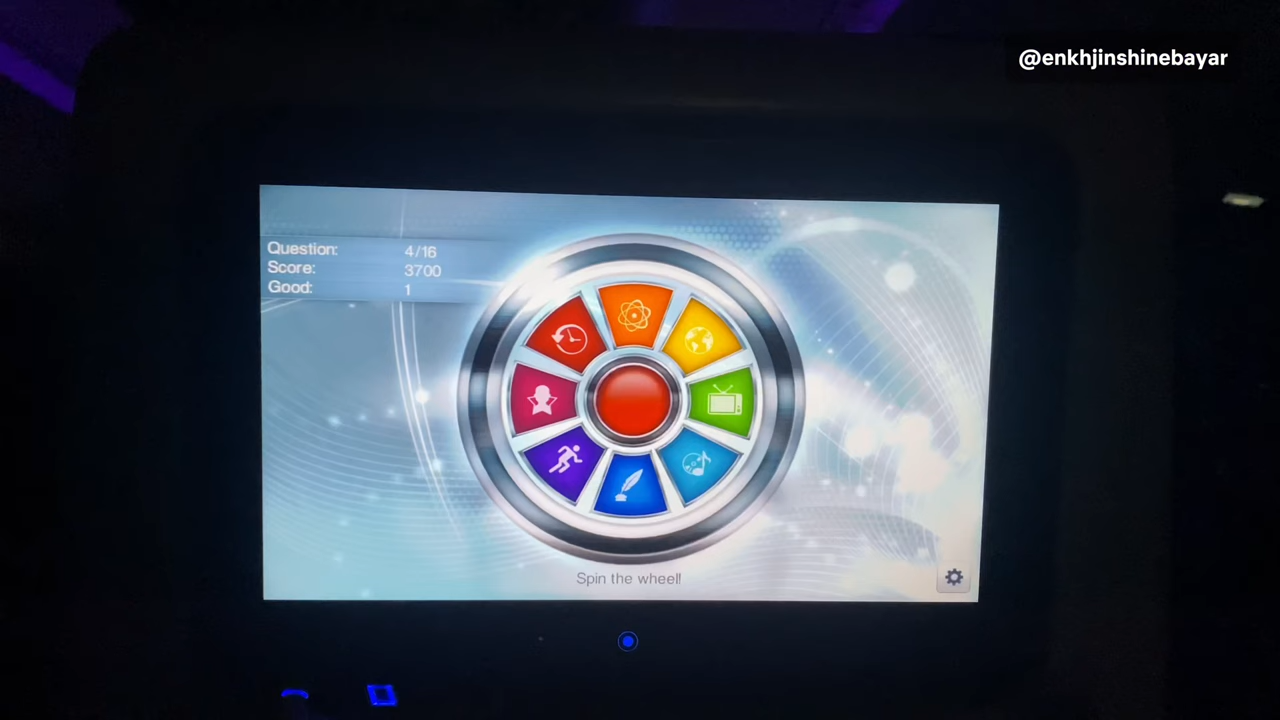 @enkhjinshinebayar
Question: 4/16
Score: 3700
Good: 1
Spin the wheel!